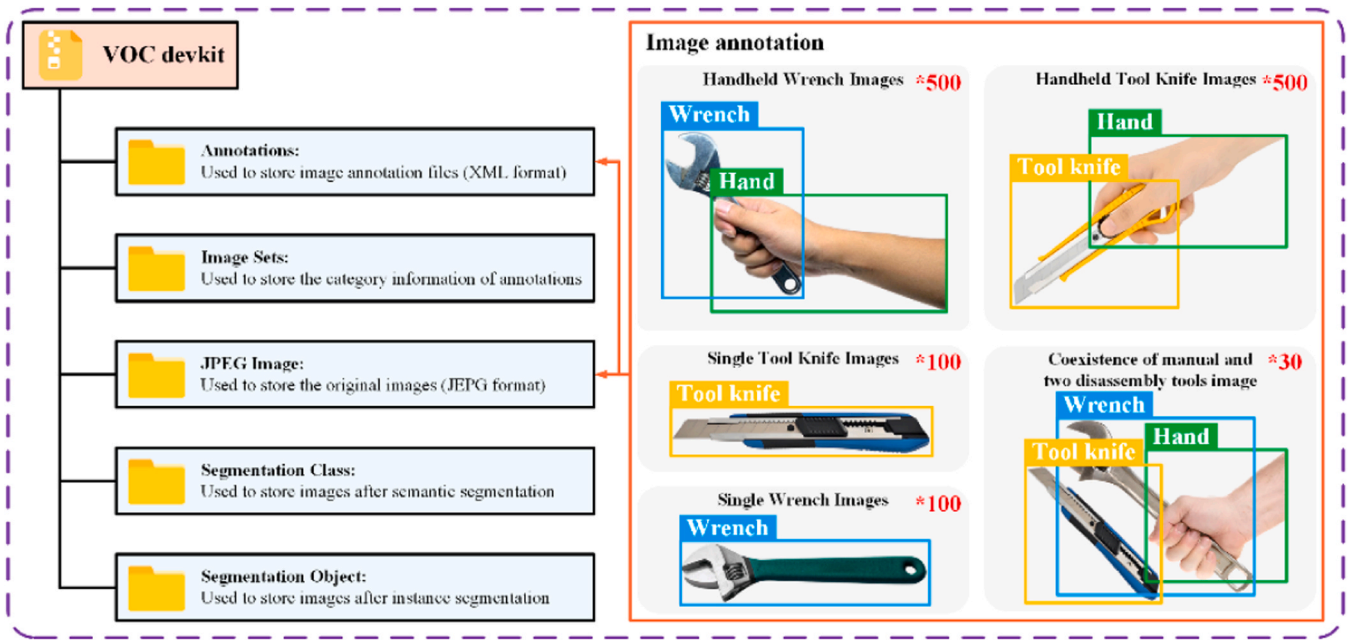 VOC devkit
Annotations:
Used to store image annotation files (XML format)
Image Sets:
Used to store the category information of annotations
JPEG Image:
Used to store the original images (JEPG format)
Segmentation Class:
Used to store images after semantic segmentation
Segmentation Object:
Used to store images after instance segmentation
Image annotation
Handheld Wrench Images *500
Wrench
Hand
Handheld Tool Knife Images *500
Hand
Tool knife
Single Tool Knife Images *100
Tool knife
Single Wrench Images *100
Wrench
Coexistence of manual and *30
two disassembly tools image
Wrench
Hand
Tool knife